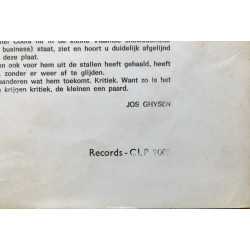 business) staat, ziet en hoort u duidelijk afgelijnd
deze plaat.
en ook voor hem uit de stallen heeft gehaald, heeft
, zonder er weer af te glijden.
anderen wat hem toekomt. Kritiek. Want zo is het
krijgen kritiek, de kleinen een paard.
JOS GHYSEN
Records - CLP